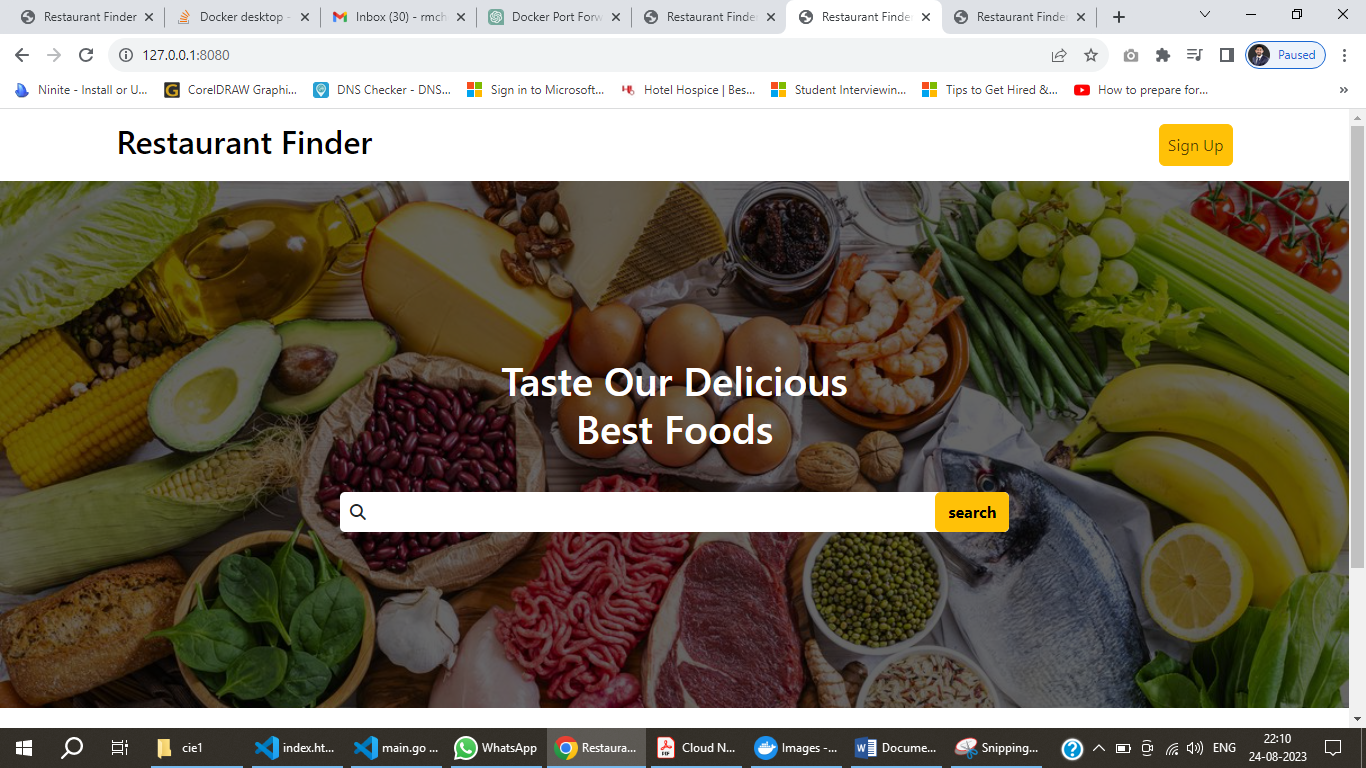 Restaurant Finder
Docker desktop -
Inbox (30) - rmch
Docker Port Forw
Restaurant Finde
Restaurant Finde
Restaurant Finde
127.0.0.1:8080
Paused
Ninite - Install or U...
CorelDRAW Graphi...
DNS Checker - DNS...
Sign in to Microsoft...
Hotel Hospice | Bes...
Student Interviewin...
Tips to Get Hired &...
How to prepare for...
»
Restaurant Finder
Sign Up
Taste Our Delicious
Best Foods
search
cie1
index.ht...
main.go ...
WhatsApp
Restaura...
Cloud N...
Images -...
Docume...
Snipping...
ENG
22:10
24-08-2023